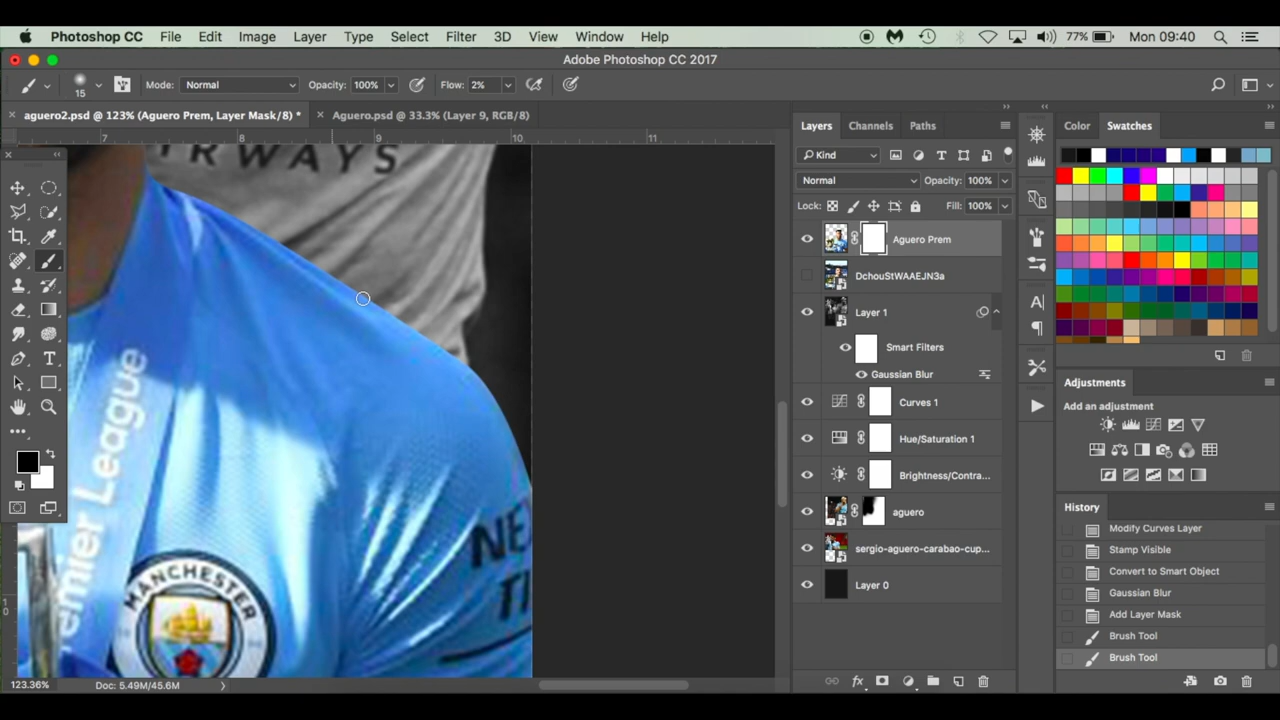 Photoshop CC File Edit Image Layer Type Select Filter 3D View Window Help 77% Mon 09:40
Adobe Photoshop CC 2017
15 Mode: Normal Opacity: 100% Flow: 2%
aguero2.psd @ 123% (Aguero Prem, Layer Mask/8) * Aguero.psd @ 33.3% (Layer 9, RGB/8)
7 8 9 10 11
Layers Channels Paths
Kind
Normal Opacity: 100%
Lock: Fill: 100%
Aguero Prem
DchouStWAAEJN3a
Layer 1
Smart Filters
Gaussian Blur
Curves 1
Hue/Saturation 1
Brightness/Contra...
aguero
sergio-aguero-carabao-cup...
Layer 0
Color Swatches
Adjustments
Add an adjustment
History
Modify Curves Layer
Stamp Visible
Convert to Smart Object
Gaussian Blur
Add Layer Mask
Brush Tool
Brush Tool
RWAYS
emier League
MANCHESTER
NE
TI
123.36% Doc: 5.49M/45.6M